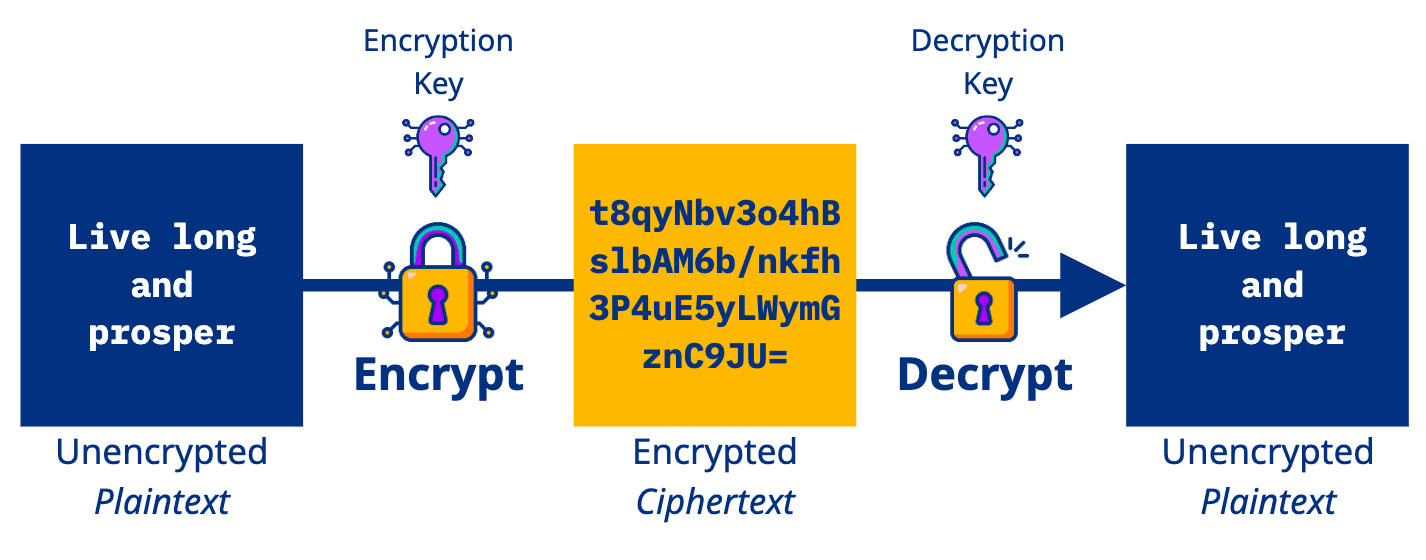 Encryption
Key
Decryption
Key
Live long
and
prosper
t8qyNbv3o4hB
slbAM6b/nkfh
3P4uE5yLWymG
znC9JU=
Live long
and
prosper
Encrypt
Decrypt
Unencrypted
Plaintext
Encrypted
Ciphertext
Unencrypted
Plaintext